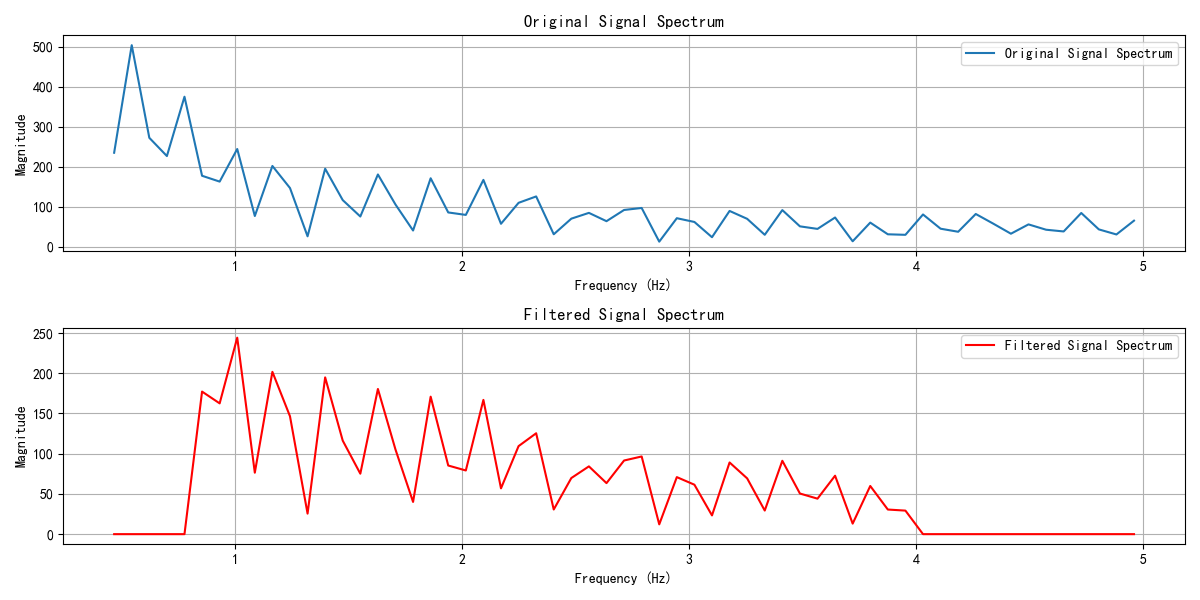 Original Signal Spectrum
500
400
300
200
100
0
Magnitude
Original Signal Spectrum
1
2
3
4
5
Frequency (Hz)
Filtered Signal Spectrum
250
200
150
100
50
0
Magnitude
Filtered Signal Spectrum
1
2
3
4
5
Frequency (Hz)